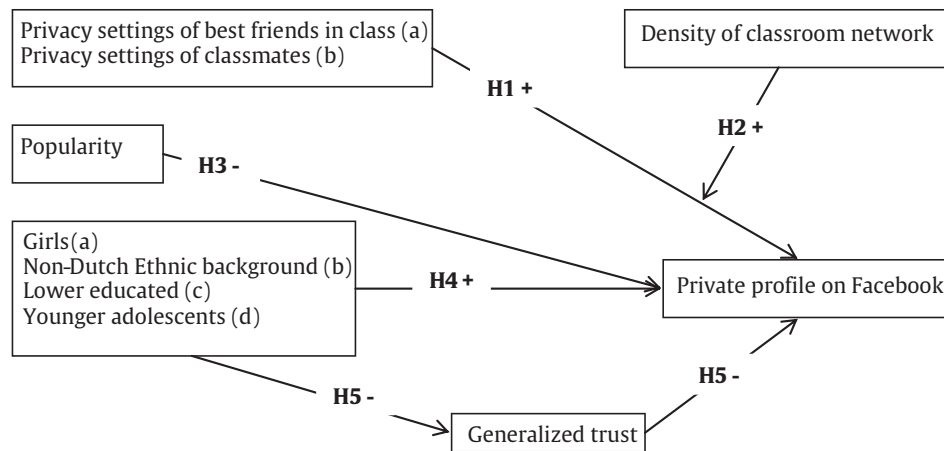 Privacy settings of best friends in class (a)
Privacy settings of classmates (b)
Density of classroom network
H1 +
H2 +
Popularity
H3 -
Girls(a)
Non-Dutch Ethnic background (b)
Lower educated (c)
Younger adolescents (d)
H4 +
Private profile on Facebook
H5 -
H5 -
Generalized trust